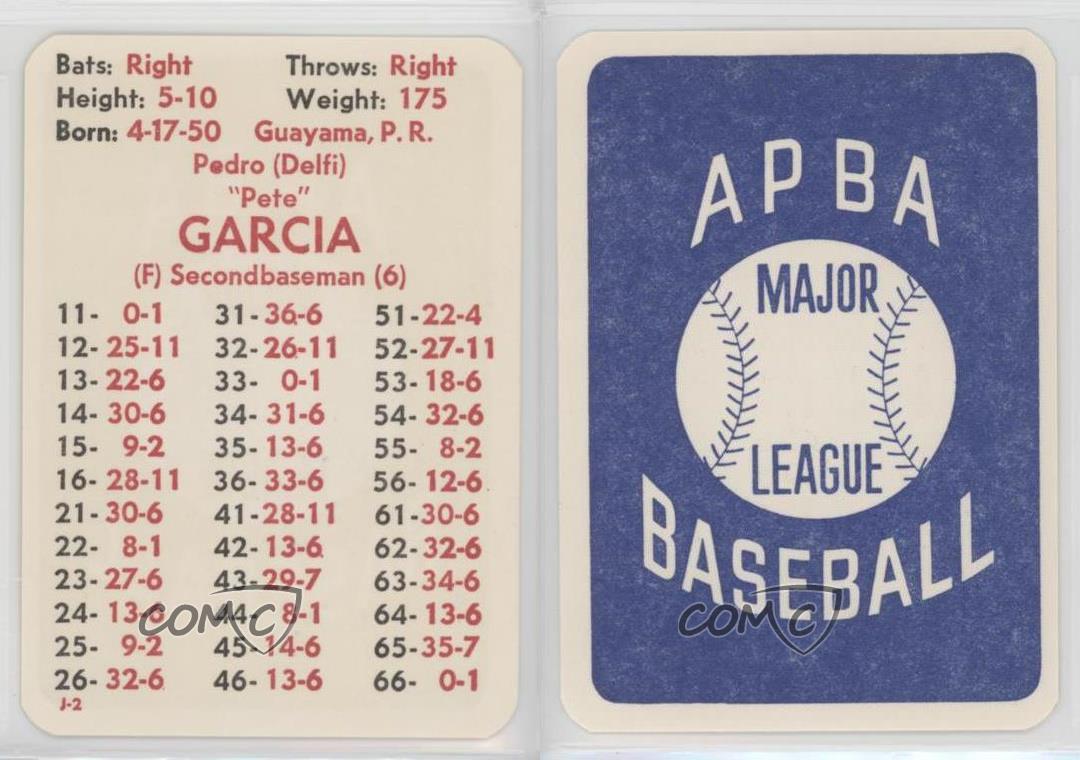 Bats: Right Throws: Right
Height: 5-10 Weight: 175
Born: 4-17-50 Guayama, P. R.
Pedro (Delfi)
"Pete"
GARCIA
(F) Secondbaseman (6)
11- 0-1 31- 36-6 51- 22-4
12- 25-11 32- 26-11 52- 27-11
13- 22-6 33- 0-1 53- 18-6
14- 30-6 34- 31-6 54- 32-6
15- 9-2 35- 13-6 55- 8-2
16- 28-11 36- 33-6 56- 12-6
21- 30-6 41- 28-11 61- 30-6
22- 8-1 42- 13-6 62- 32-6
23- 27-6 43- 29-7 63- 34-6
24- 13-6 44- 8-1 64- 13-6
25- 9-2 45- 14-6 65- 35-7
26- 32-6 46- 13-6 66- 0-1
J-2
COMC
APBA
MAJOR
LEAGUE
BASEBALL
COMC